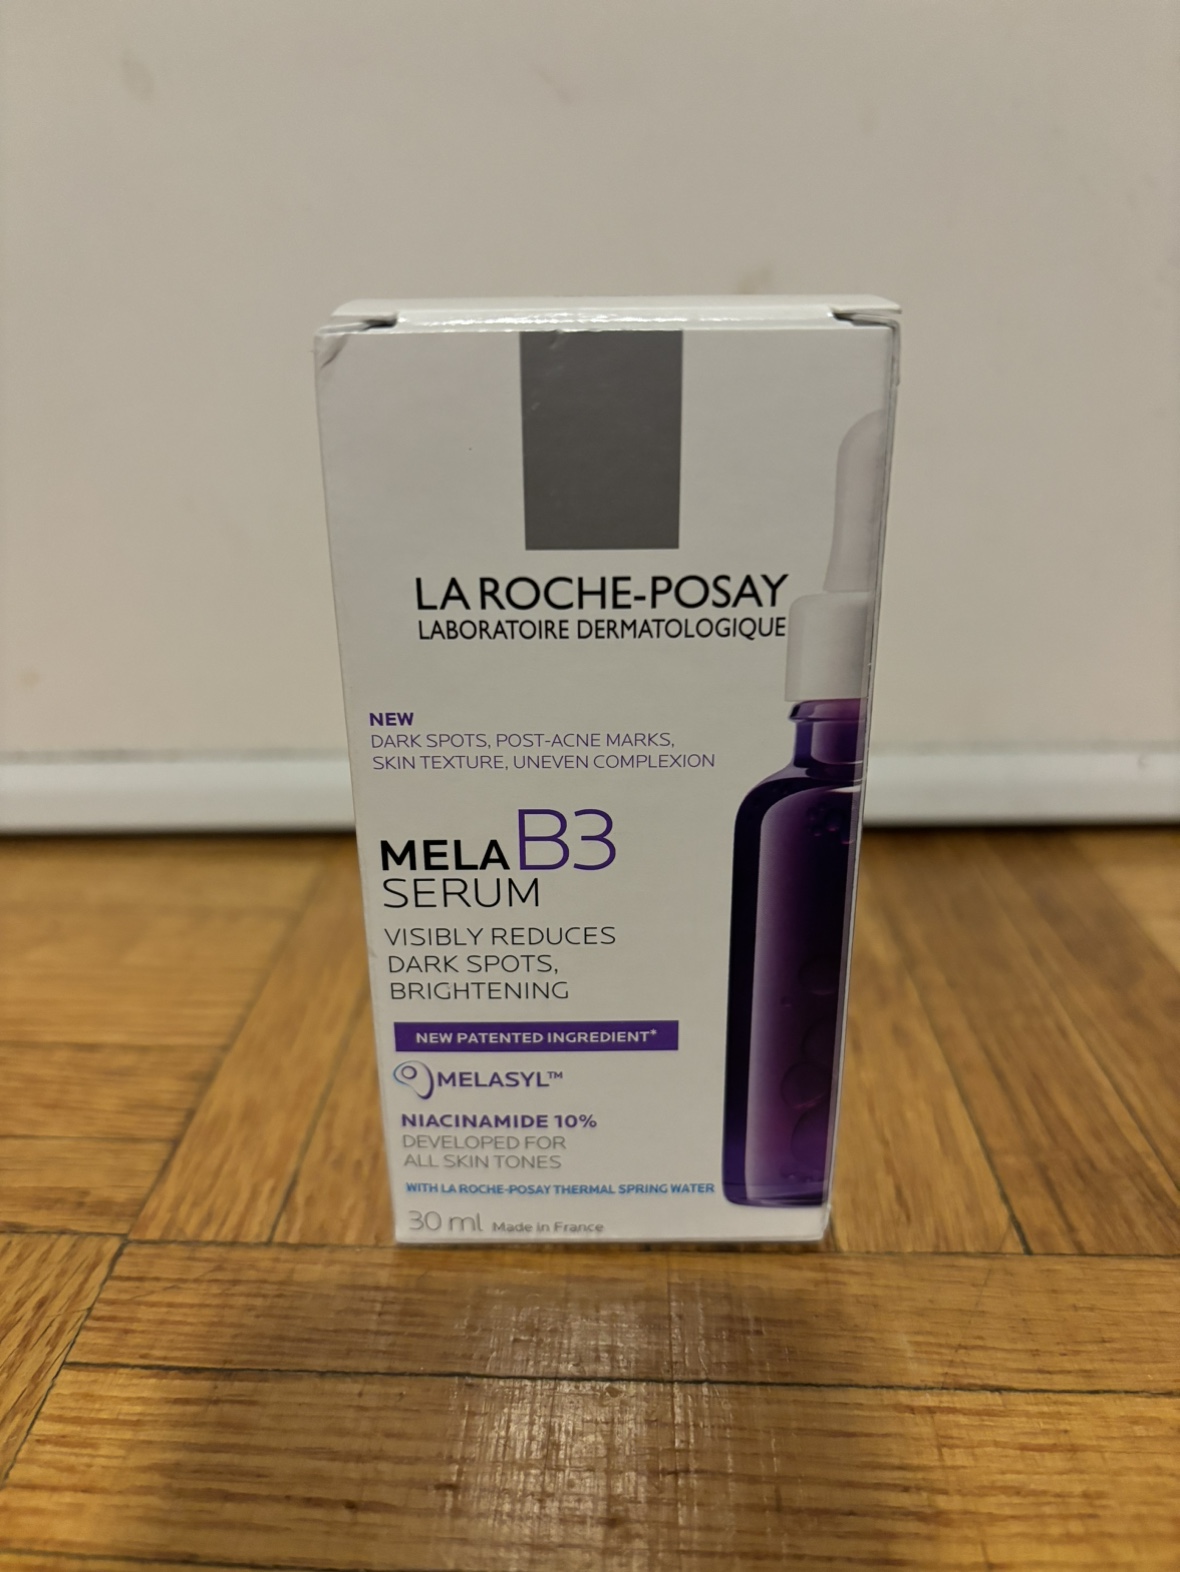 LA ROCHE-POSAY
LABORATOIRE DERMATOLOGIQUE
NEW
DARK SPOTS, POST-ACNE MARKS,
SKIN TEXTURE, UNEVEN COMPLEXION
MELA B3
SERUM
VISIBLY REDUCES
DARK SPOTS,
BRIGHTENING
NEW PATENTED INGREDIENT*
MELASYL™
NIACINAMIDE 10%
DEVELOPED FOR
ALL SKIN TONES
WITH LA ROCHE-POSAY THERMAL SPRING WATER
30 ml Made in France